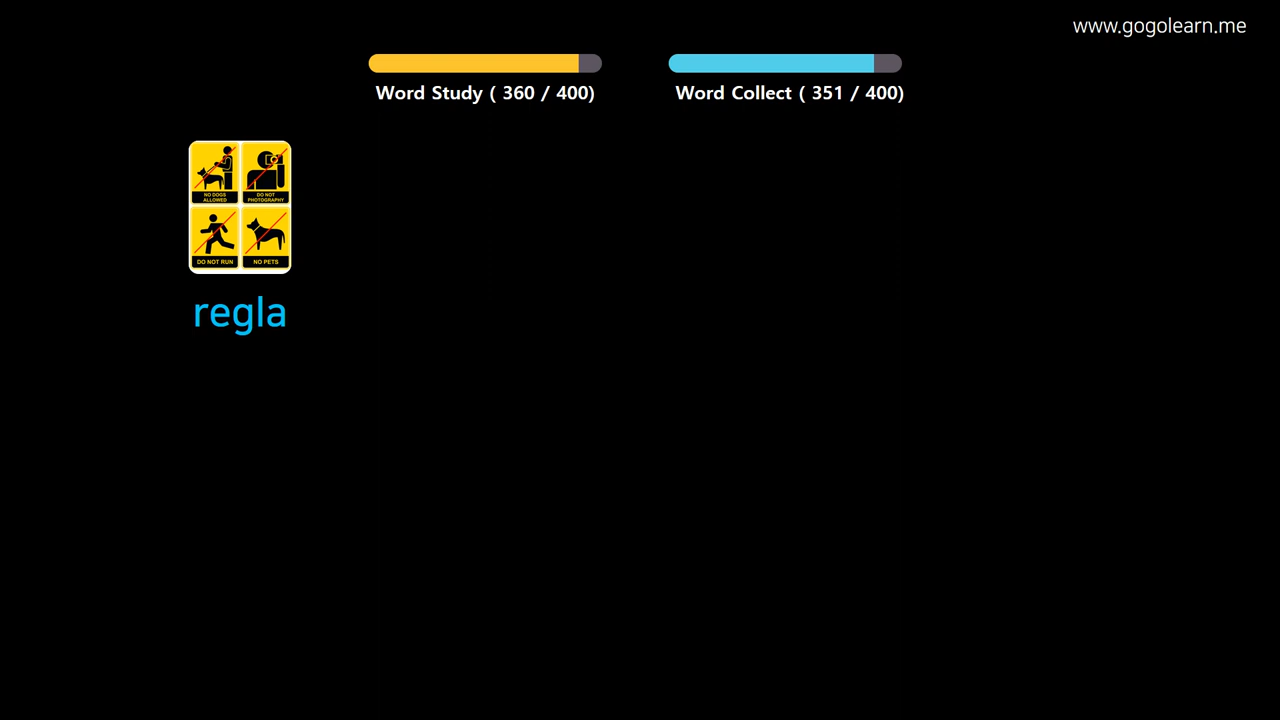 www.gogolearn.me
Word Study ( 360 / 400)
Word Collect ( 351 / 400)
NO DOGS
ALLOWED
DO NOT
PHOTOGRAPHY
DO NOT RUN
NO PETS
regla